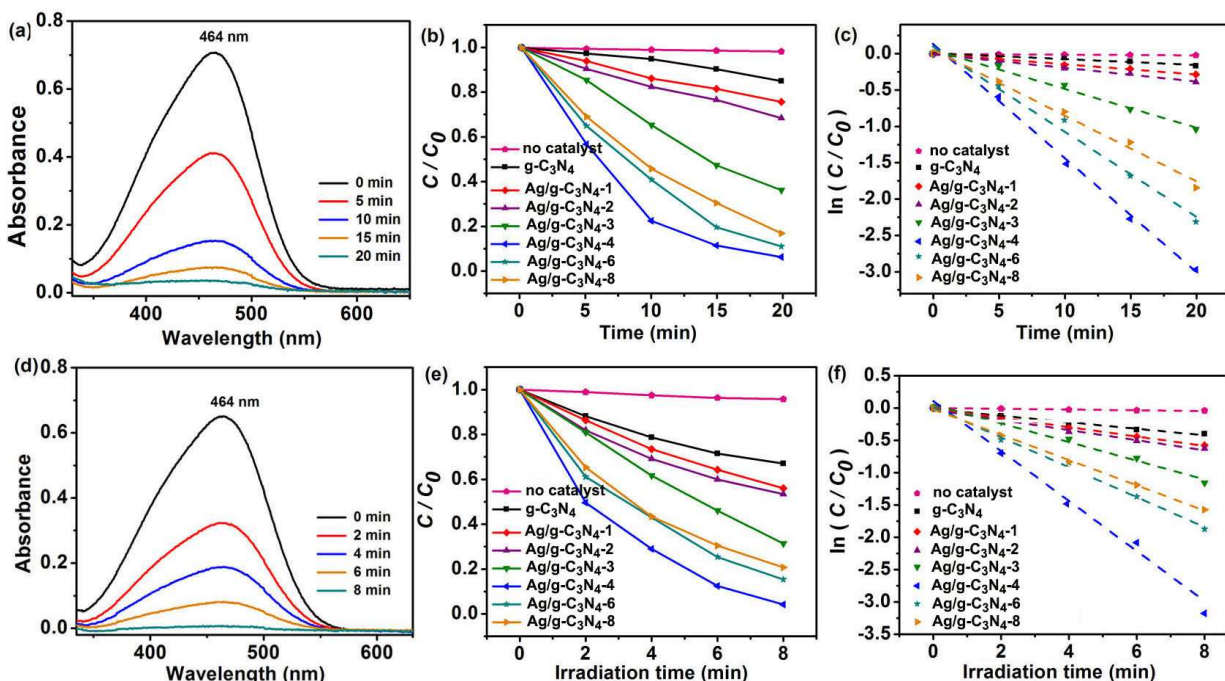 (a)
464 nm
0.8
0.6
0.4
0.2
0.0
Absorbance
0 min
5 min
10 min
15 min
20 min
400
500
600
Wavelength (nm)
(b)
1.0
0.8
0.6
0.4
0.2
0.0
C / C₀
no catalyst
g-C₃N₄
Ag/g-C₃N₄-1
Ag/g-C₃N₄-2
Ag/g-C₃N₄-3
Ag/g-C₃N₄-4
Ag/g-C₃N₄-6
Ag/g-C₃N₄-8
0
5
10
15
20
Time (min)
(c)
0.0
-0.5
-1.0
-1.5
-2.0
-2.5
-3.0
ln ( C / C₀ )
no catalyst
g-C₃N₄
Ag/g-C₃N₄-1
Ag/g-C₃N₄-2
Ag/g-C₃N₄-3
Ag/g-C₃N₄-4
Ag/g-C₃N₄-6
Ag/g-C₃N₄-8
0
5
10
15
20
Time (min)
(d)
464 nm
0.8
0.6
0.4
0.2
0.0
Absorbance
0 min
2 min
4 min
6 min
8 min
400
500
600
Wavelength (nm)
(e)
1.0
0.8
0.6
0.4
0.2
0.0
C / C₀
no catalyst
g-C₃N₄
Ag/g-C₃N₄-1
Ag/g-C₃N₄-2
Ag/g-C₃N₄-3
Ag/g-C₃N₄-4
Ag/g-C₃N₄-6
Ag/g-C₃N₄-8
0
2
4
6
8
Irradiation time (min)
(f)
0.5
0.0
-0.5
-1.0
-1.5
-2.0
-2.5
-3.0
-3.5
ln ( C / C₀ )
no catalyst
g-C₃N₄
Ag/g-C₃N₄-1
Ag/g-C₃N₄-2
Ag/g-C₃N₄-3
Ag/g-C₃N₄-4
Ag/g-C₃N₄-6
Ag/g-C₃N₄-8
0
2
4
6
8
Irradiation time (min)